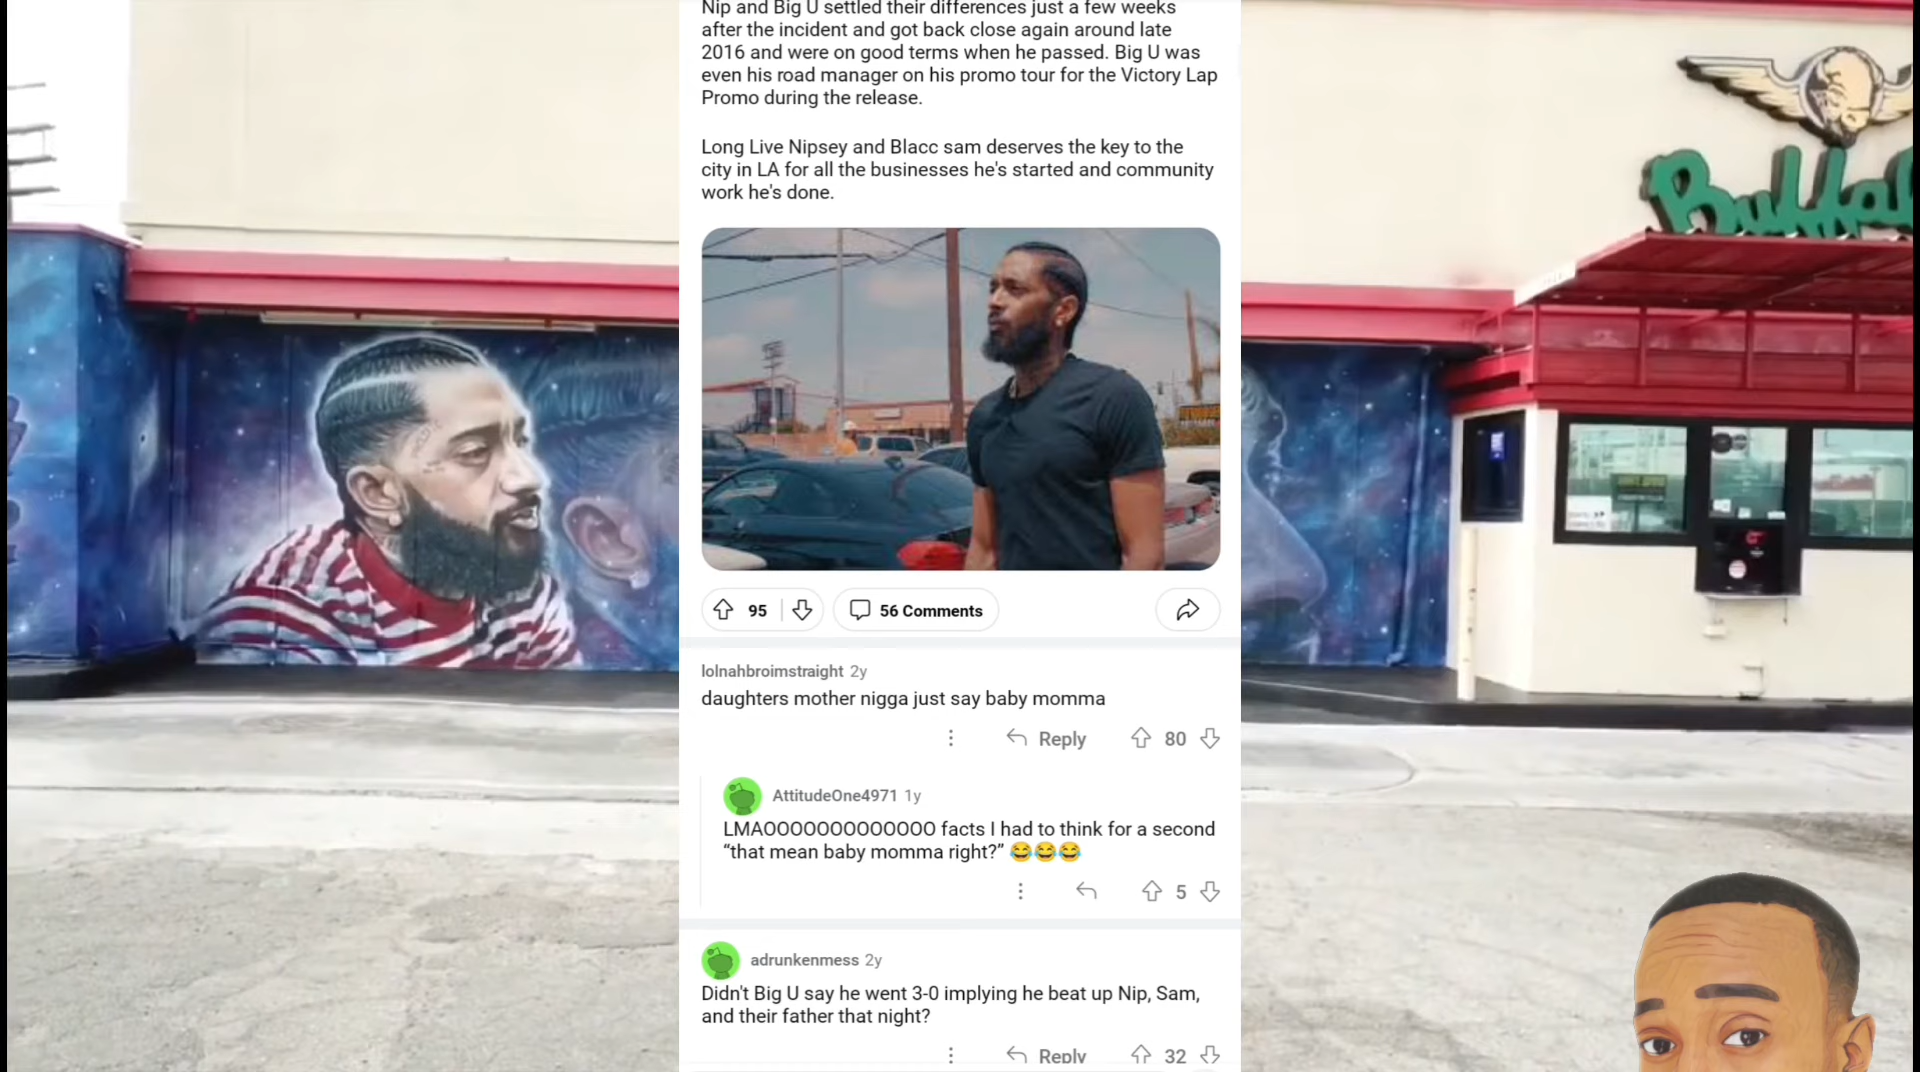 Nip and Big U settled their differences just a few weeks
after the incident and got back close again around late
2016 and were on good terms when he passed. Big U was
even his road manager on his promo tour for the Victory Lap
Promo during the release.
Long Live Nipsey and Blacc sam deserves the key to the
city in LA for all the businesses he's started and community
work he's done.
95
56 Comments
lolnahbroimstraight 2y
daughters mother nigga just say baby momma
Reply
80
AttitudeOne4971 1y
LMAOOOOOOOOOOOOO facts I had to think for a second
“that mean baby momma right?” 😂😂😂
5
adrunkenmess 2y
Didn't Big U say he went 3-0 implying he beat up Nip, Sam,
and their father that night?
Reply
32